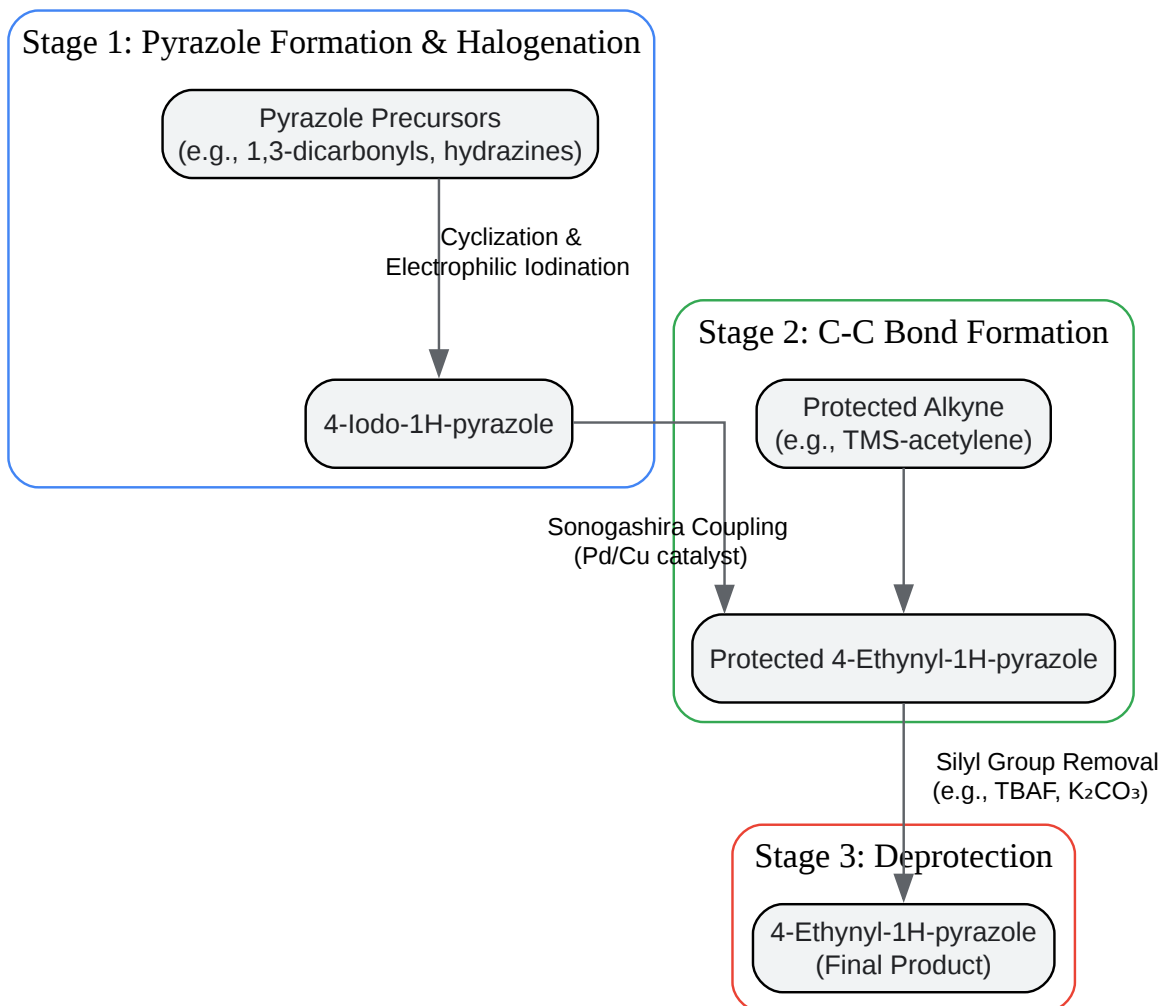 Stage 1: Pyrazole Formation & Halogenation
Pyrazole Precursors
(e.g., 1,3-dicarbonyls, hydrazines)
Cyclization &
Electrophilic Iodination
4-Iodo-1H-pyrazole
Stage 2: C-C Bond Formation
Protected Alkyne
(e.g., TMS-acetylene)
Sonogashira Coupling
(Pd/Cu catalyst)
Protected 4-Ethynyl-1H-pyrazole
Silyl Group Removal
(e.g., TBAF, K₂CO₃)
Stage 3: Deprotection
4-Ethynyl-1H-pyrazole
(Final Product)